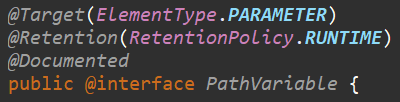 @Target(ElementType.PARAMETER)
@Retention(RetentionPolicy.RUNTIME)
@Documented
public @interface PathVariable {